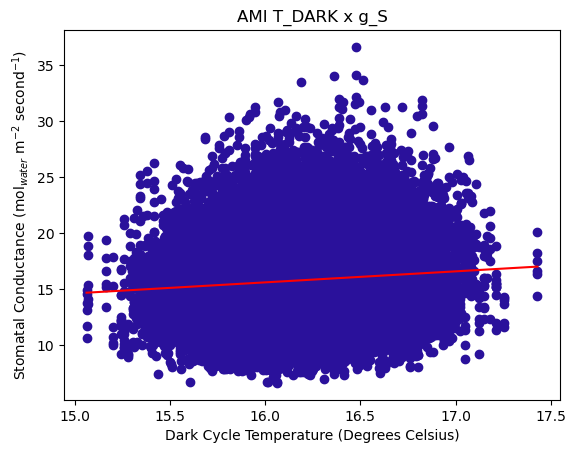 AMI T_DARK x g_S
Stomatal Conductance (mol_water m⁻² second⁻¹)
35
30
25
20
15
10
15.0 15.5 16.0 16.5 17.0 17.5
Dark Cycle Temperature (Degrees Celsius)